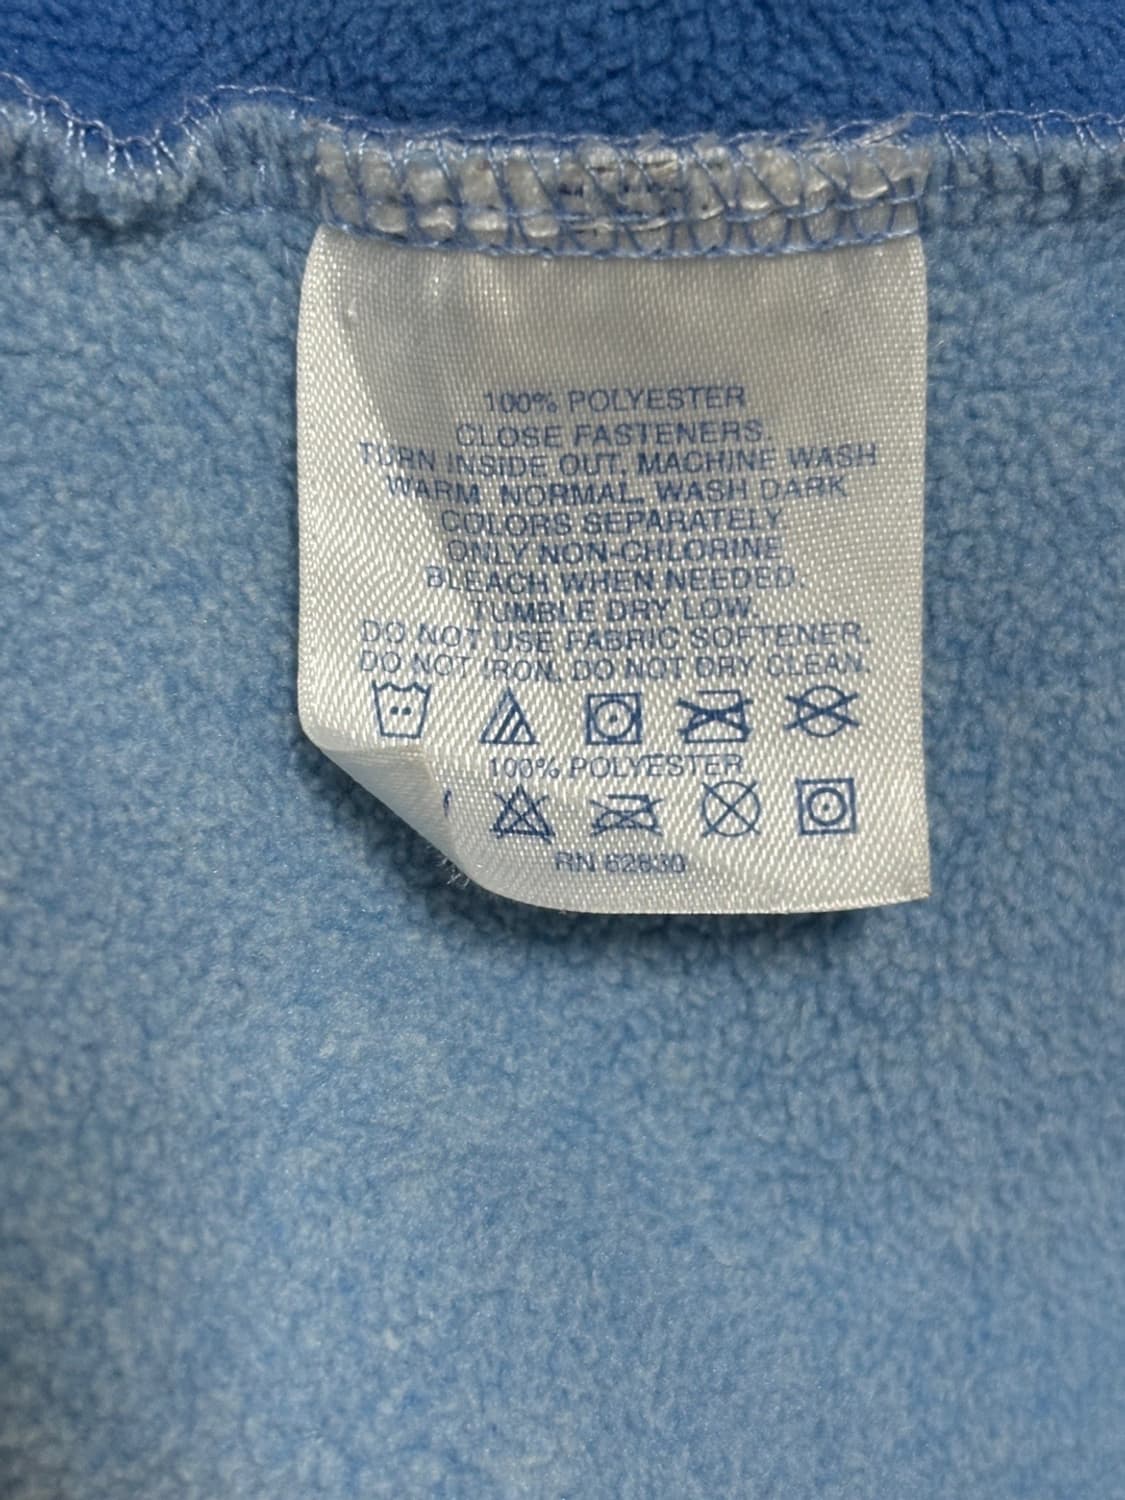 100% POLYESTER
CLOSE FASTENERS.
TURN INSIDE OUT. MACHINE WASH
WARM NORMAL. WASH DARK
COLORS SEPARATELY.
ONLY NON-CHLORINE
BLEACH WHEN NEEDED.
TUMBLE DRY LOW.
DO NOT USE FABRIC SOFTENER.
DO NOT IRON. DO NOT DRY CLEAN.
100% POLYESTER
RN 62830